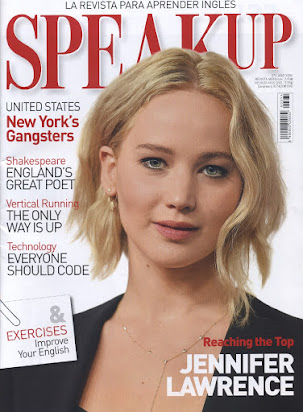 LA REVISTA PARA APRENDER INGLÉS
SPEAKUP
UNITED STATES
New York's
Gangsters
Shakespeare
ENGLAND'S
GREAT POET
Vertical Running
THE ONLY
WAY IS UP
Technology
EVERYONE
SHOULD CODE
&
EXERCISES
Improve
Your English
Reaching the Top
JENNIFER
LAWRENCE